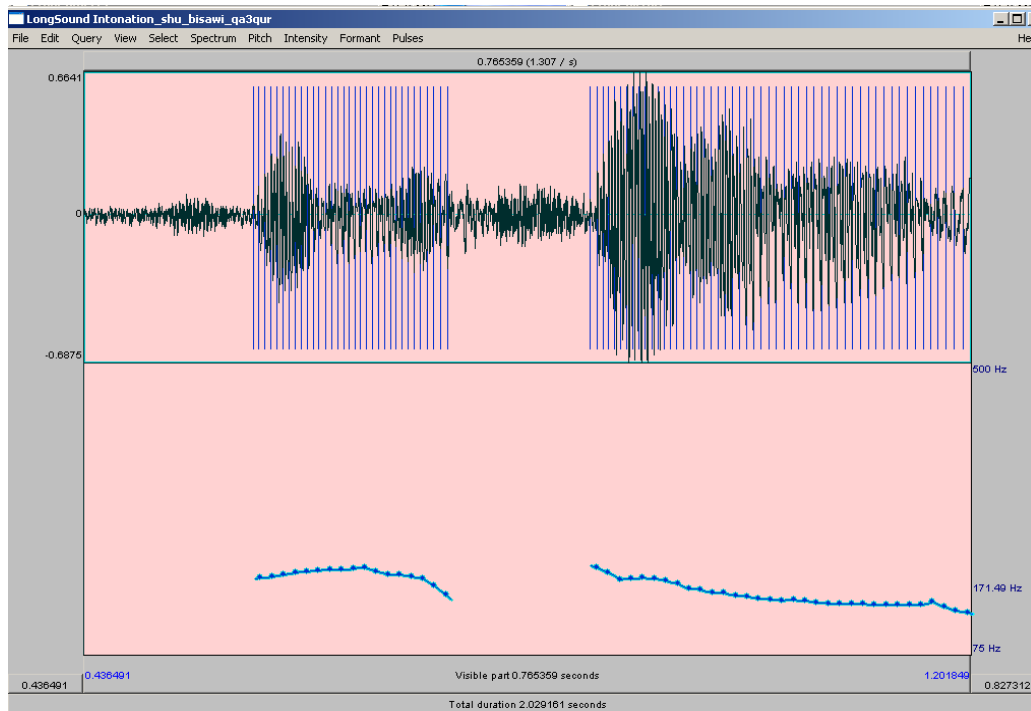 LongSound Intonation_shu_bisawi_qa3qur
File Edit Query View Select Spectrum Pitch Intensity Formant Pulses He
0.765359 (1.307 / s)
0.6641
0
-0.6875
500 Hz
171.49 Hz
75 Hz
0.436491 0.436491 Visible part 0.765359 seconds 1.201849 0.827312
Total duration 2.029161 seconds